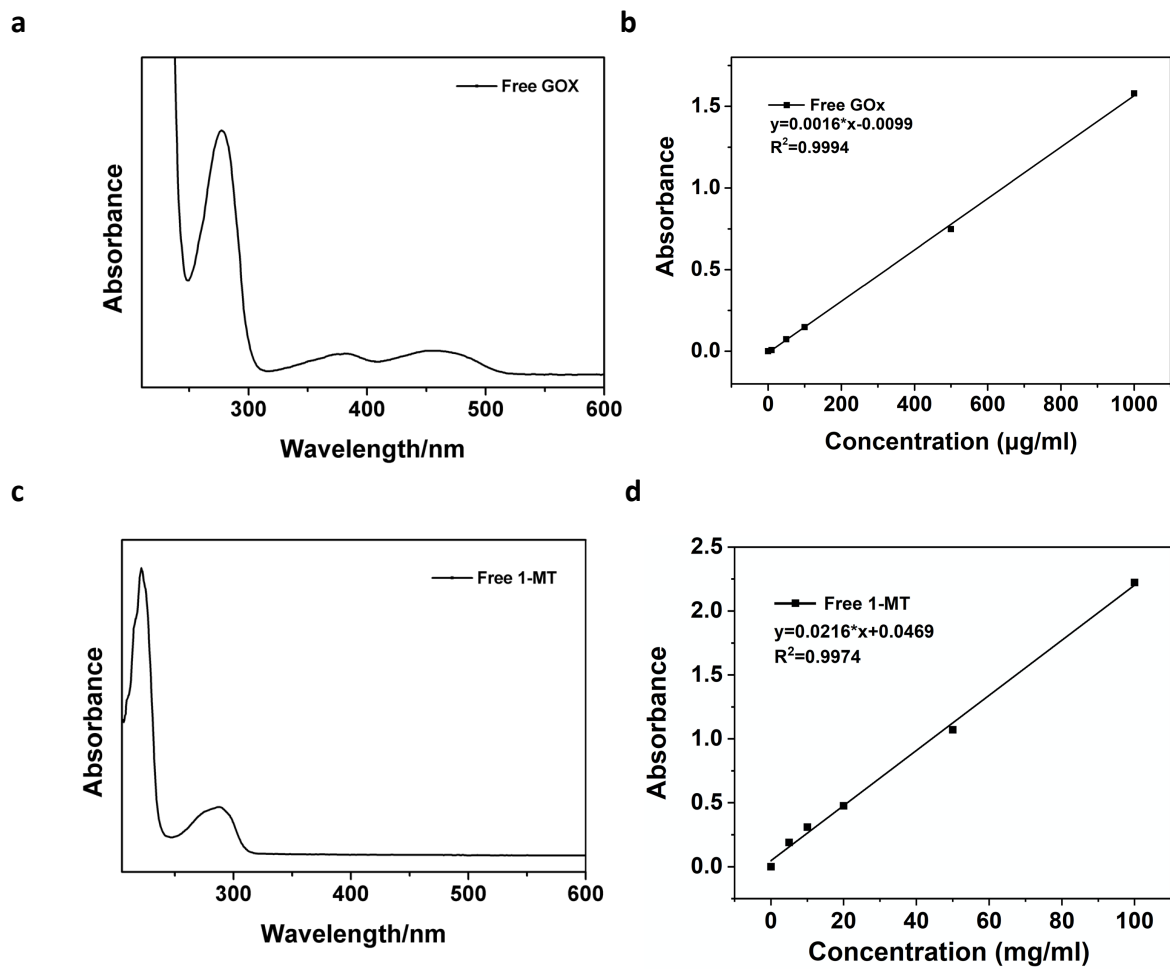 a
Free GOX
Absorbance
300
400
500
600
Wavelength/nm
b
Free GOx
y=0.0016*x-0.0099
R²=0.9994
Absorbance
1.5
1.0
0.5
0.0
0
200
400
600
800
1000
Concentration (µg/ml)
c
Free 1-MT
Absorbance
300
400
500
600
Wavelength/nm
d
Free 1-MT
y=0.0216*x+0.0469
R²=0.9974
Absorbance
2.5
2.0
1.5
1.0
0.5
0.0
0
20
40
60
80
100
Concentration (mg/ml)